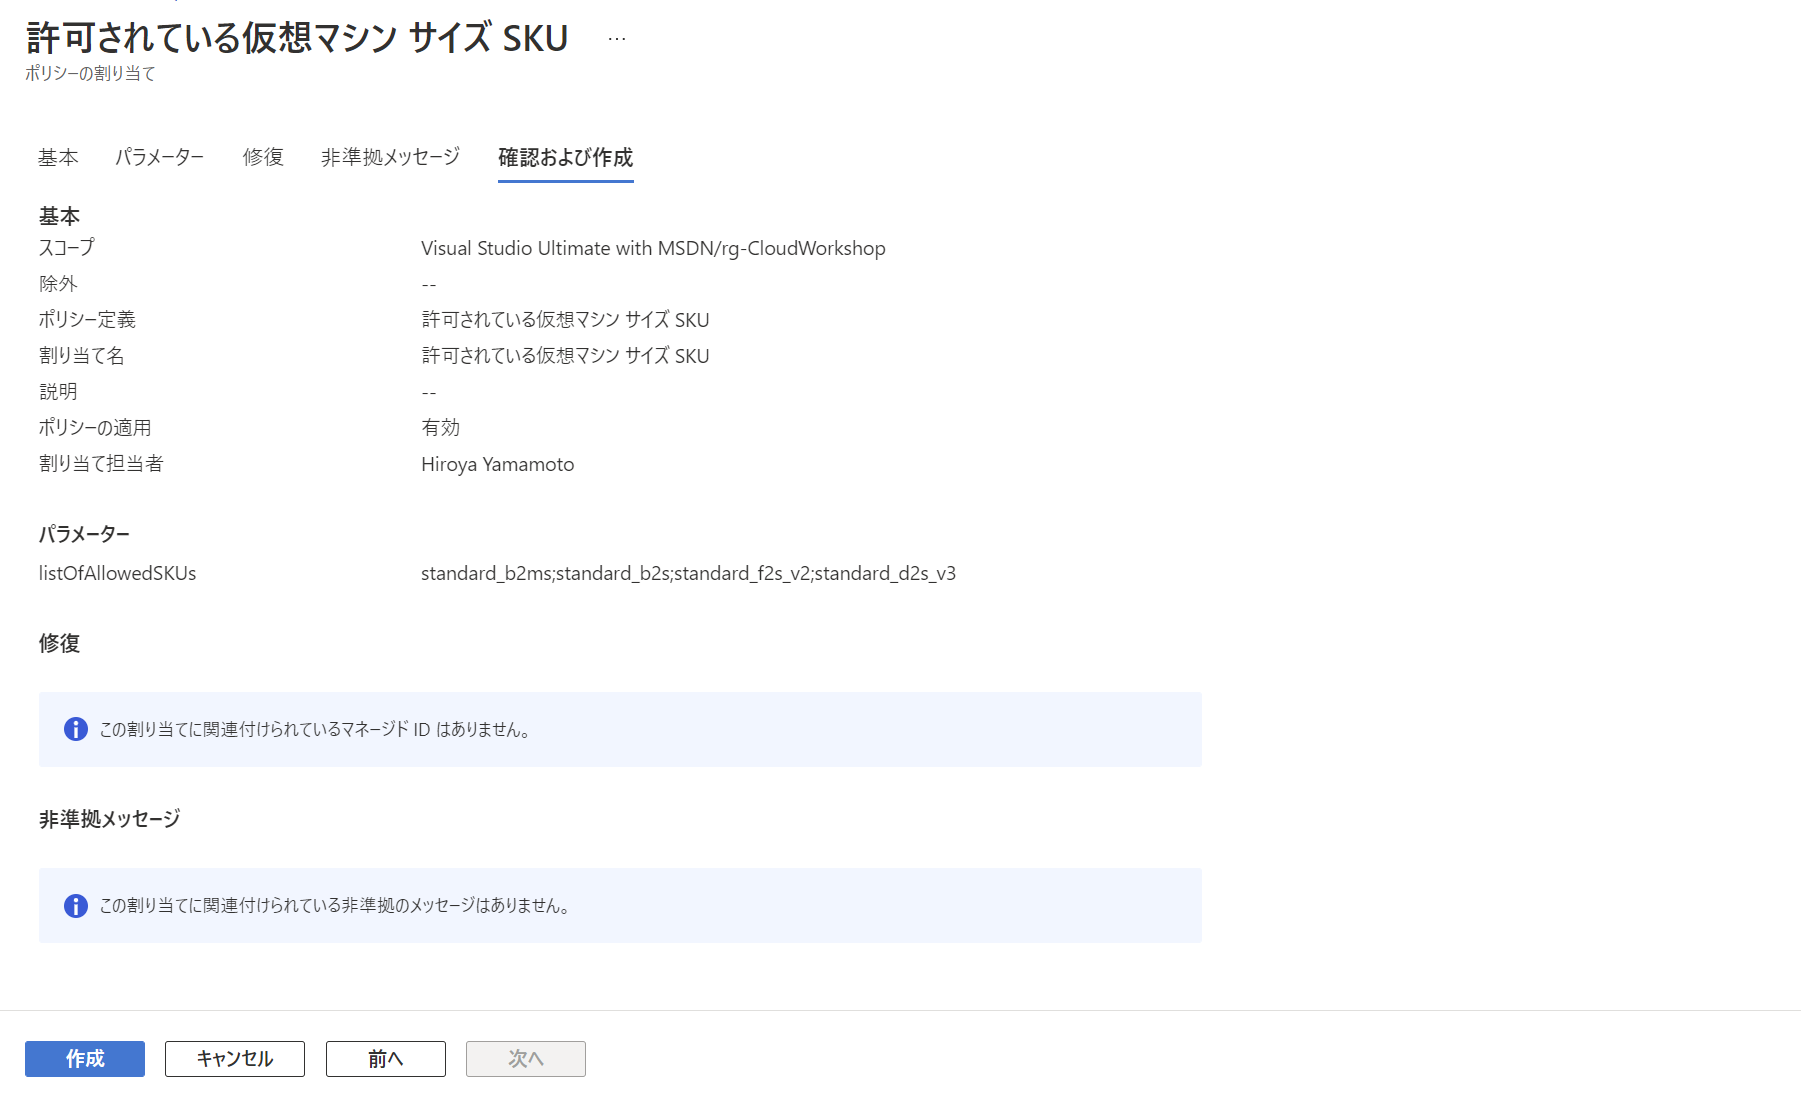 許可されている仮想マシン サイズ SKU …
ポリシーの割り当て
基本 パラメーター 修復 非準拠メッセージ 確認および作成
基本
スコープ Visual Studio Ultimate with MSDN/rg-CloudWorkshop
除外 --
ポリシー定義 許可されている仮想マシン サイズ SKU
割り当て名 許可されている仮想マシン サイズ SKU
説明 --
ポリシーの適用 有効
割り当て担当者 Hiroya Yamamoto
パラメーター
listOfAllowedSKUs standard_b2ms;standard_b2s;standard_f2s_v2;standard_d2s_v3
修復
この割り当てに関連付けられているマネージド ID はありません。
非準拠メッセージ
この割り当てに関連付けられている非準拠のメッセージはありません。
作成 キャンセル 前へ 次へ